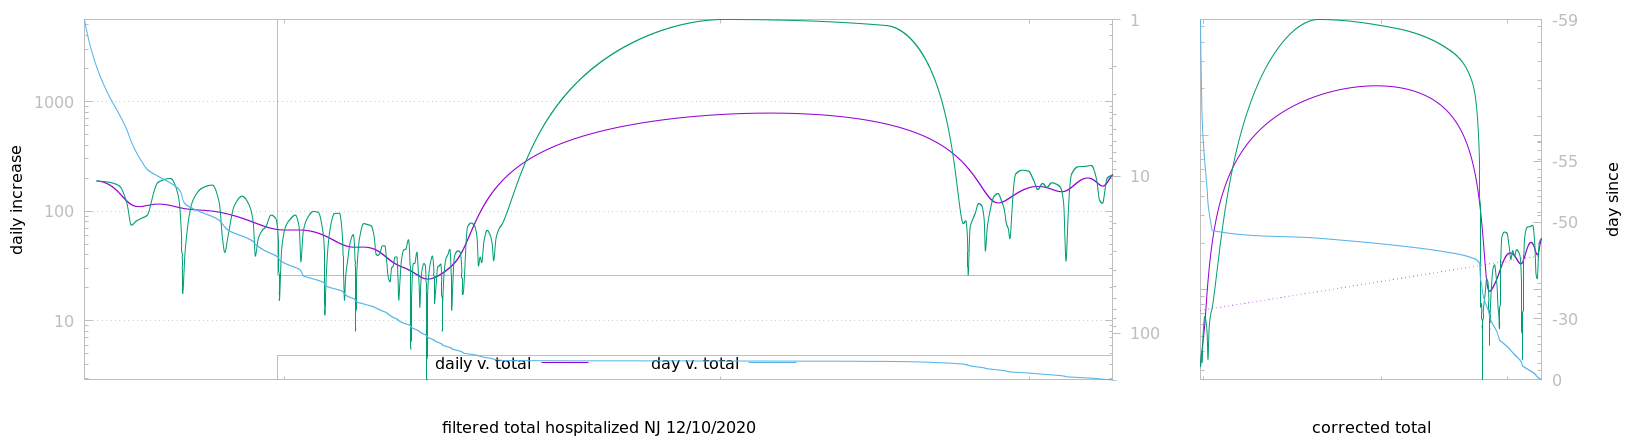 1
-59
1000
-55
10
daily increase
100
day since
-50
10
-30
100
daily v. total
day v. total
0
filtered total hospitalized NJ 12/10/2020
corrected total